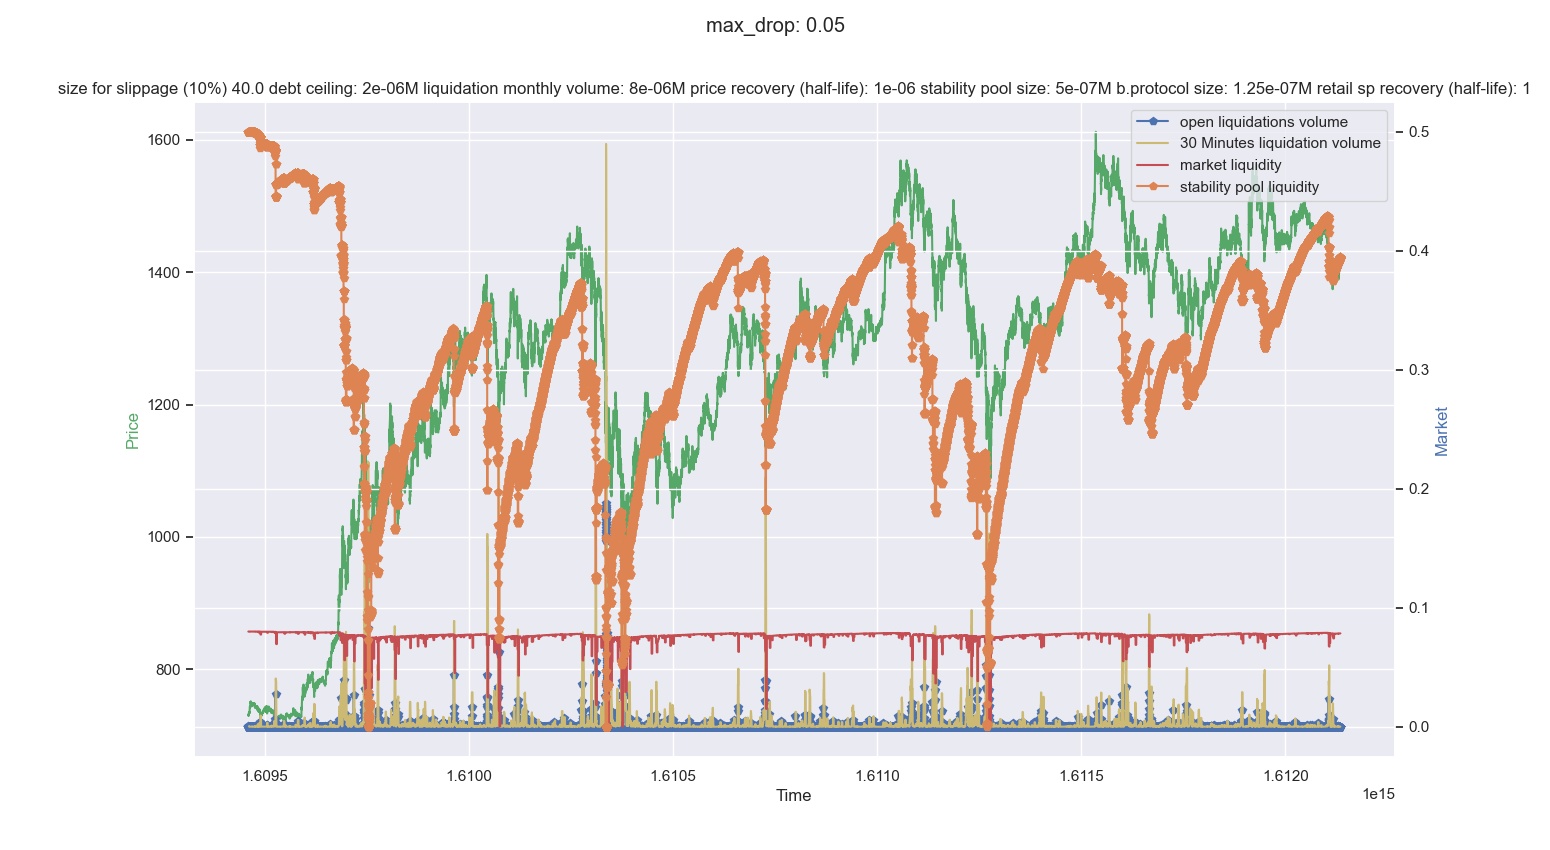 max_drop: 0.05
size for slippage (10%) 40.0 debt ceiling: 2e-06M liquidation monthly volume: 8e-06M price recovery (half-life): 1e-06 stability pool size: 5e-07M b.protocol size: 1.25e-07M retail sp recovery (half-life): 1
open liquidations volume
30 Minutes liquidation volume
market liquidity
stability pool liquidity
1600
1400
1200
1000
800
Price
0.5
0.4
0.3
0.2
0.1
0.0
Market
1.6095 1.6100 1.6105 1.6110 1.6115 1.6120
1e15
Time